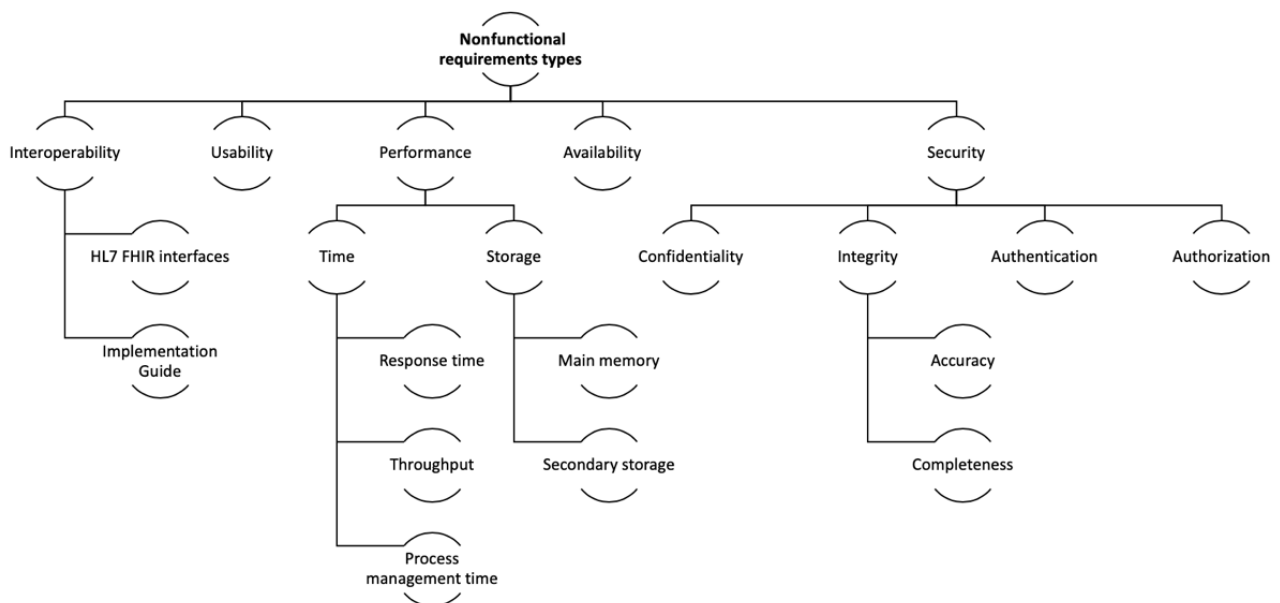 Nonfunctional
requirements types
Interoperability
Usability
Performance
Availability
Security
HL7 FHIR interfaces
Time
Storage
Confidentiality
Integrity
Authentication
Authorization
Implementation
Guide
Response time
Main memory
Accuracy
Throughput
Secondary storage
Completeness
Process
management time